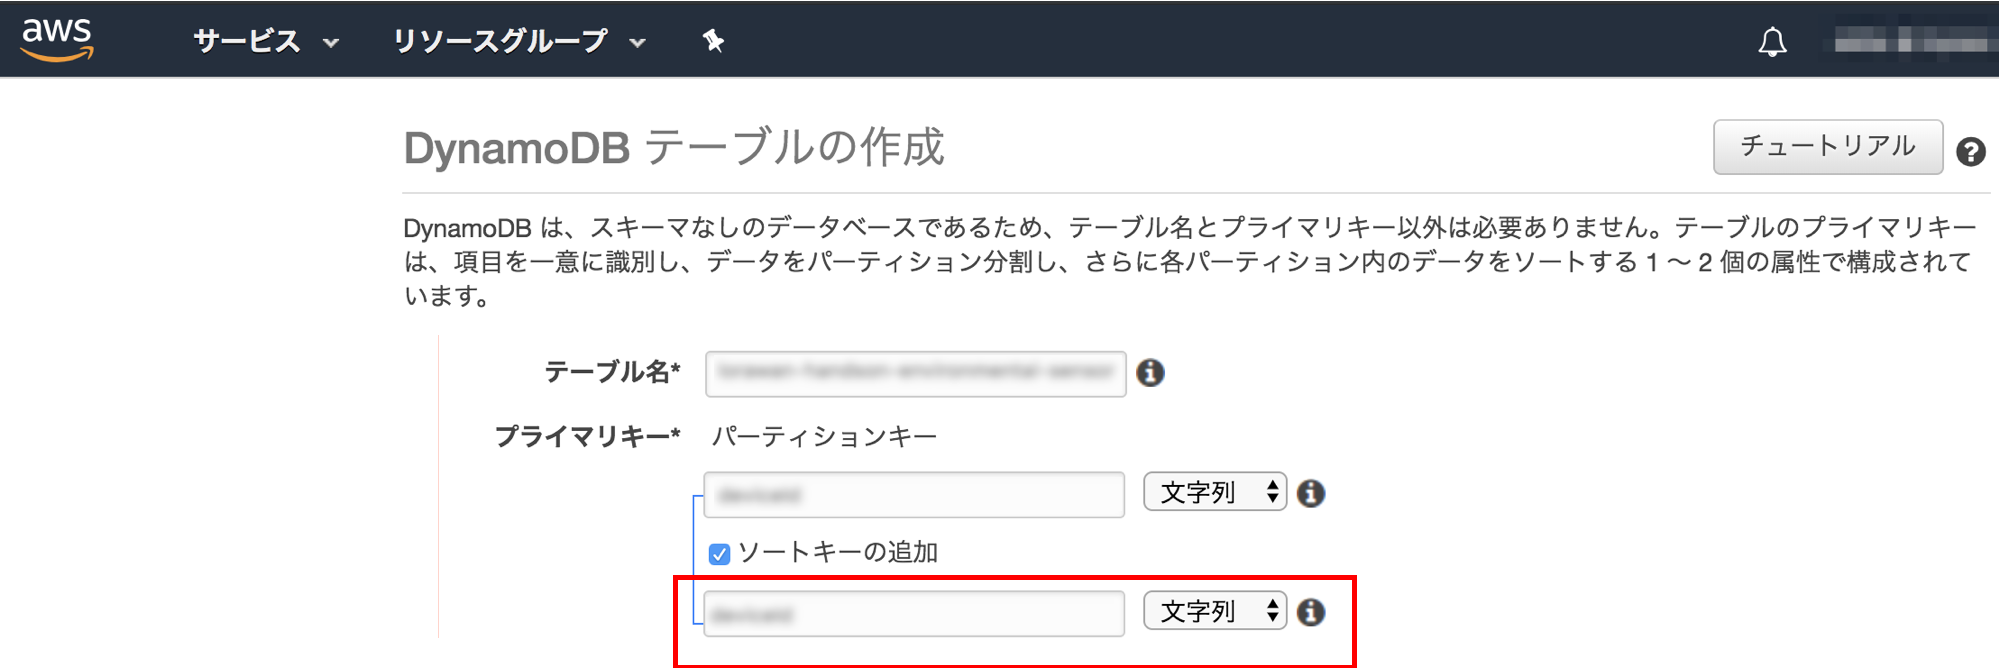 aws
サービス
リソースグループ
DynamoDB テーブルの作成
チュートリアル
DynamoDB は、スキーマなしのデータベースであるため、テーブル名とプライマリキー以外は必要ありません。テーブルのプライマリキー
は、項目を一意に識別し、データをパーティション分割し、さらに各パーティション内のデータをソートする 1 〜 2 個の属性で構成されて
います。
テーブル名*
プライマリキー* パーティションキー
文字列
ソートキーの追加
文字列